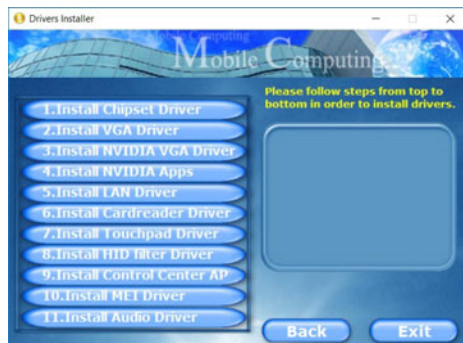 Drivers Installer
Mobile Computing
Mobile Computing
Please follow steps from top to
bottom in order to install drivers.
1.Install Chipset Driver
2.Install VGA Driver
3.Install NVIDIA VGA Driver
4.Install NVIDIA Apps
5.Install LAN Driver
6.Install Cardreader Driver
7.Install Touchpad Driver
8.Install HID filter Driver
9.Install Control Center AP
10.Install MEI Driver
11.Install Audio Driver
Back
Exit